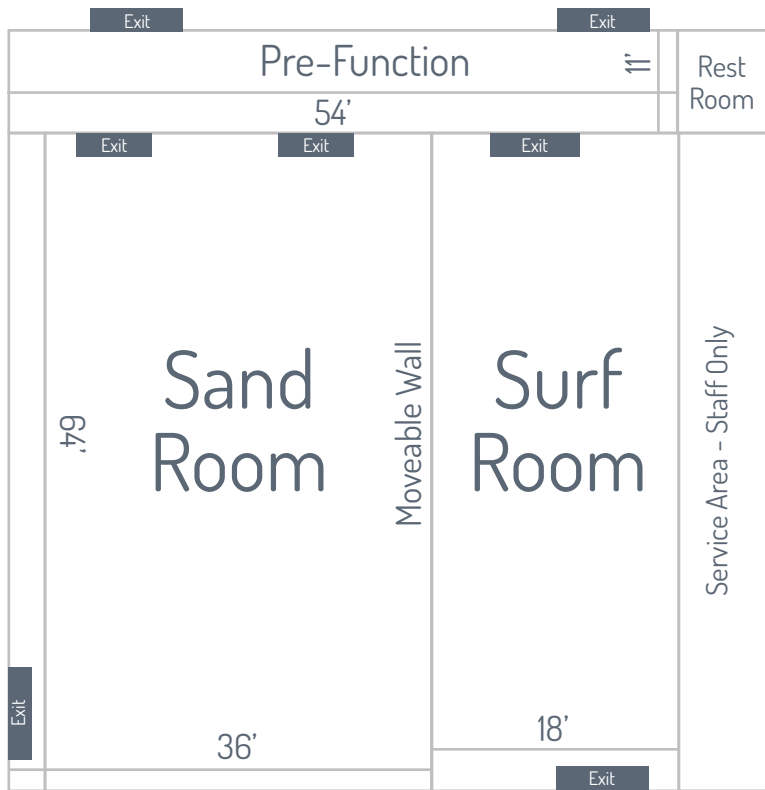 Exit
Exit
Pre-Function
11'
Rest
Room
54'
Exit
Exit
Exit
Sand
Room
64'
Moveable Wall
Surf
Room
Service Area - Staff Only
Exit
36'
18'
Exit